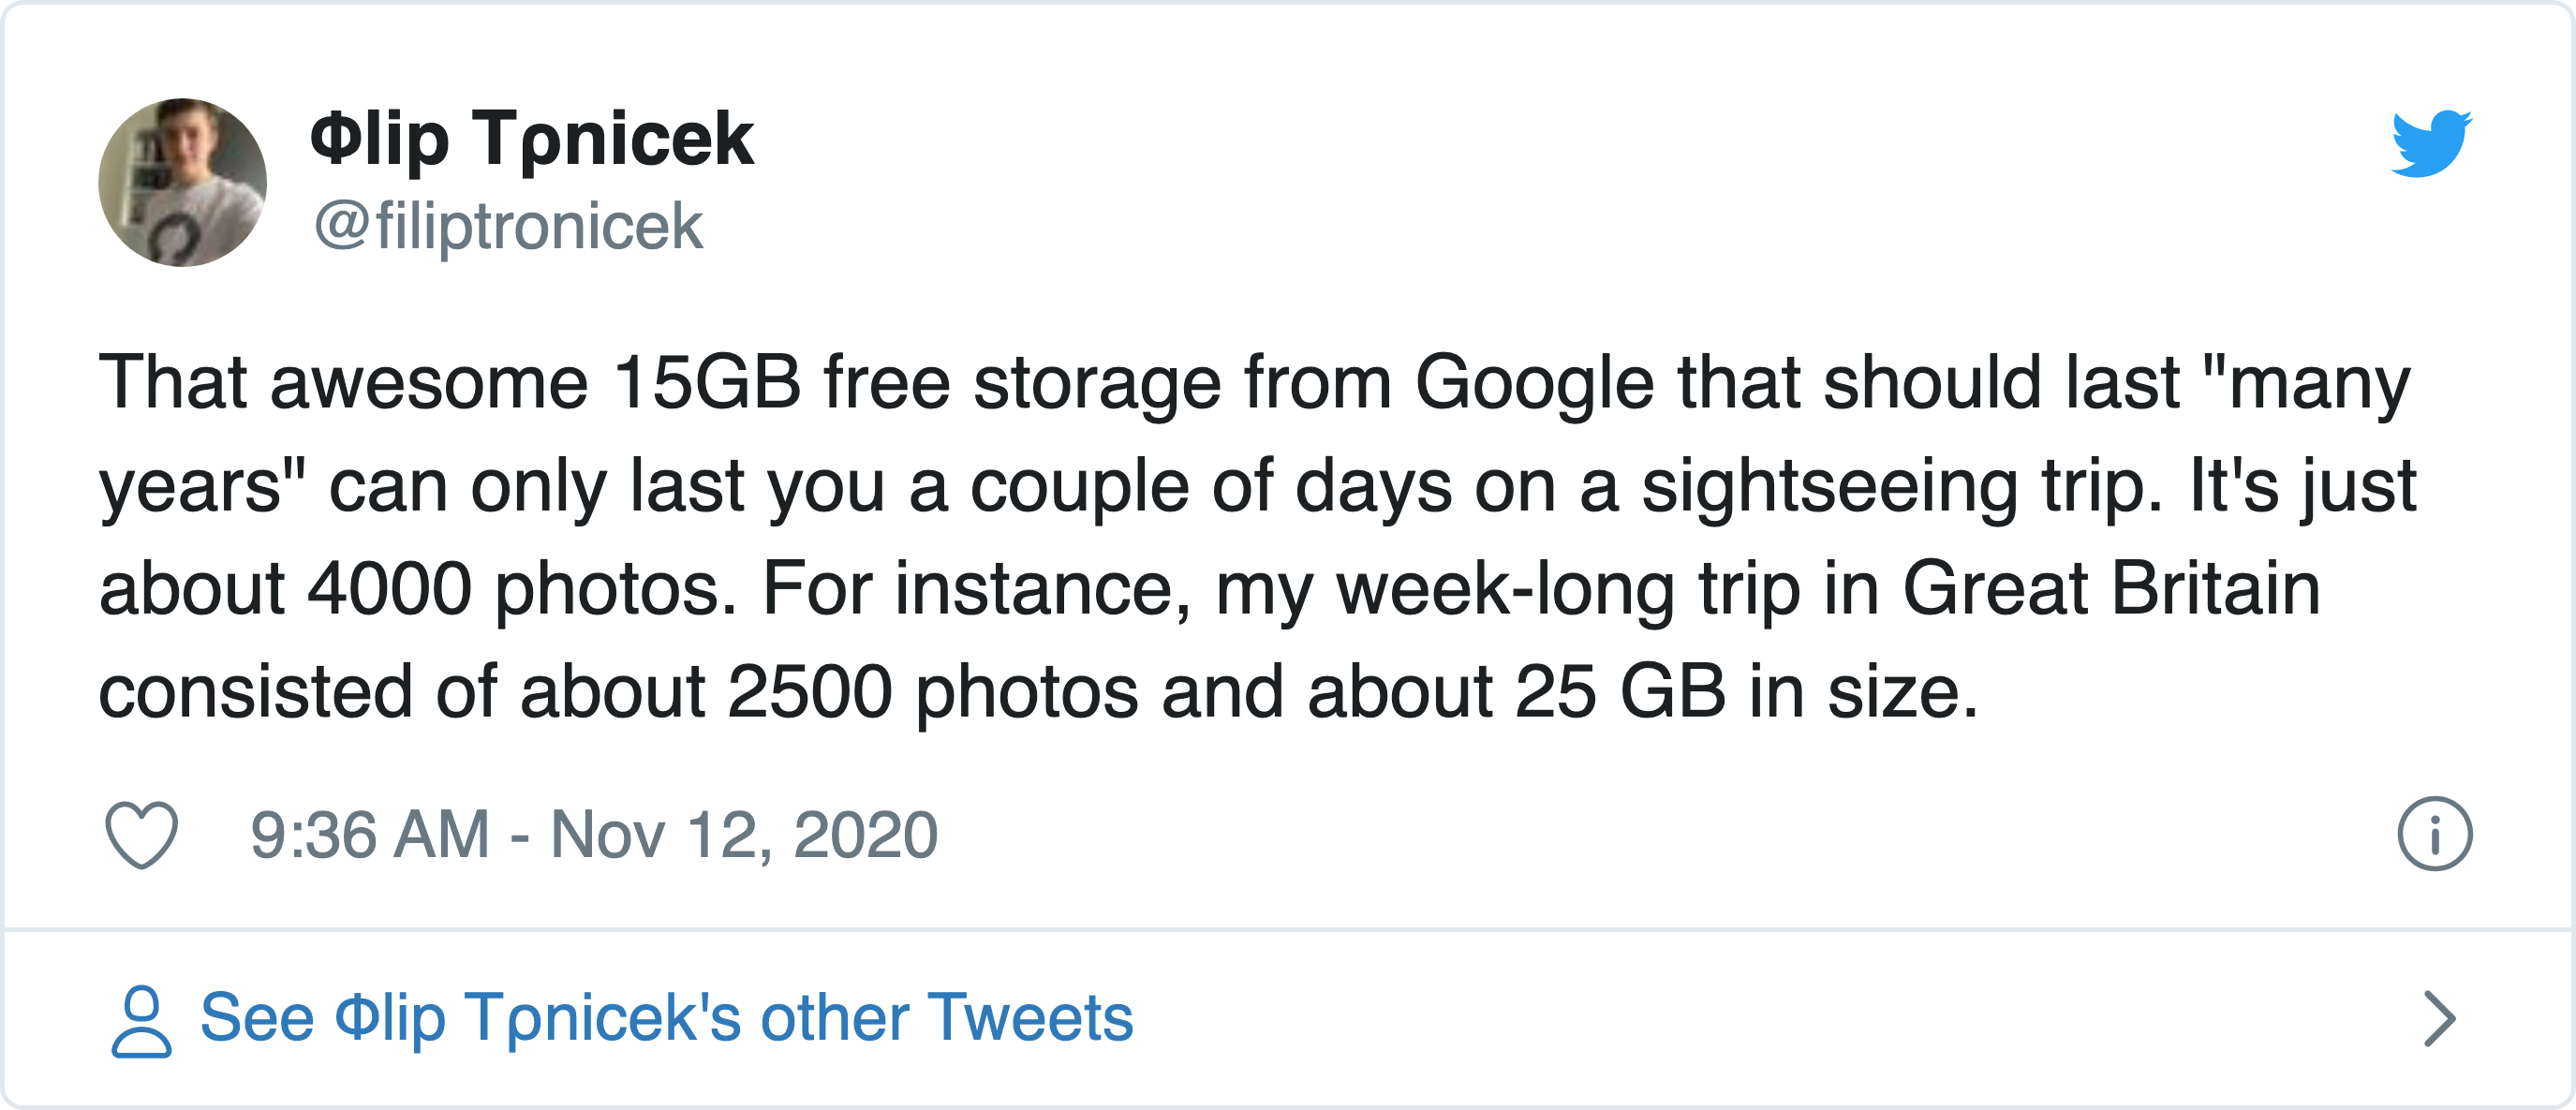 Φlip Tρnicek
@filiptronicek
That awesome 15GB free storage from Google that should last "many
years" can only last you a couple of days on a sightseeing trip. It's just
about 4000 photos. For instance, my week-long trip in Great Britain
consisted of about 2500 photos and about 25 GB in size.
9:36 AM - Nov 12, 2020
See Φlip Tρnicek's other Tweets